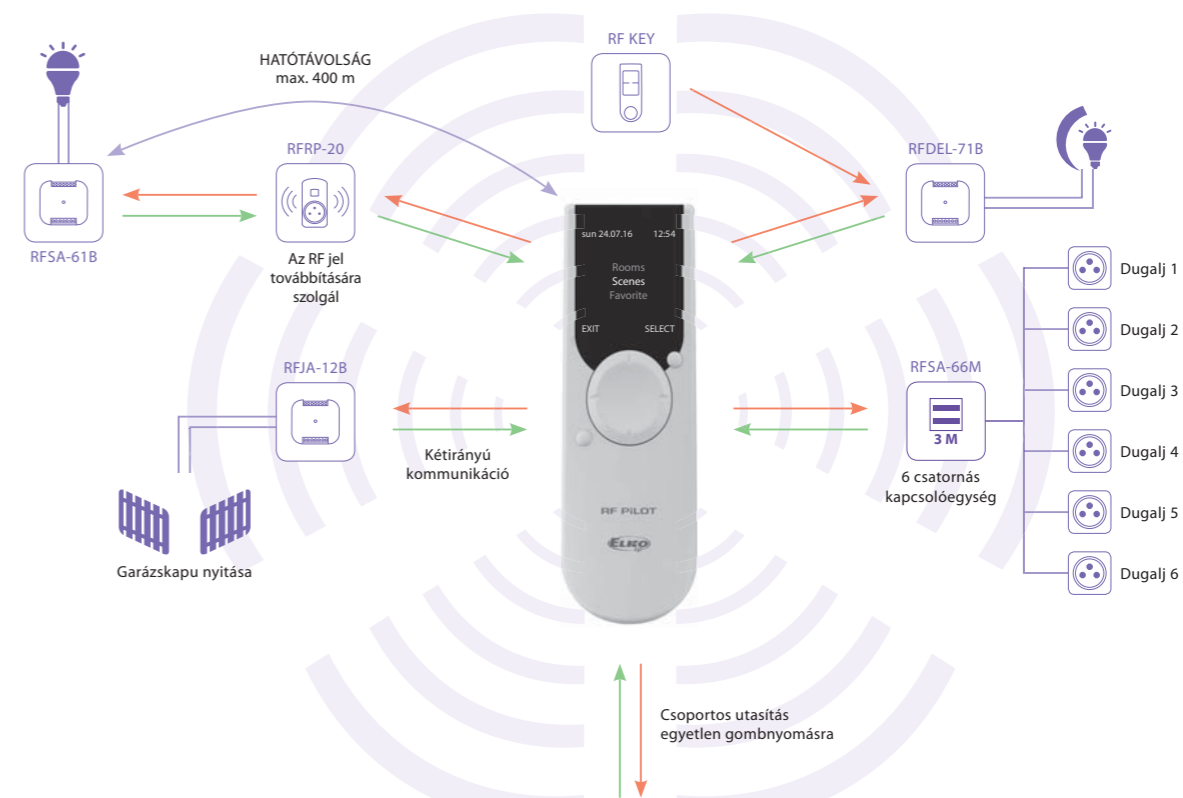 RF KEY
HATÓTÁVOLSÁG
max. 400 m
RFRP-20
RFDEL-71B
RFSA-61B
Az RF jel
továbbítására
szolgál
sun 24.07.16 12:54
Rooms
Scenes
Favorite
EXIT SELECT
Dugalj 1
Dugalj 2
Dugalj 3
Dugalj 4
Dugalj 5
Dugalj 6
RFJA-12B
RFSA-66M
3 M
Kétirányú
kommunikáció
6 csatornás
kapcsolóegység
RF PILOT
ELKO
Garázskapu nyitása
Csoportos utasítás
egyetlen gombnyomásra